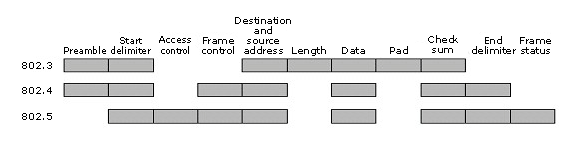 Preamble
Start
delimiter
Access
control
Frame
control
Destination
and
source
address
Length
Data
Pad
Check
sum
End
delimiter
Frame
status
802.3
802.4
802.5